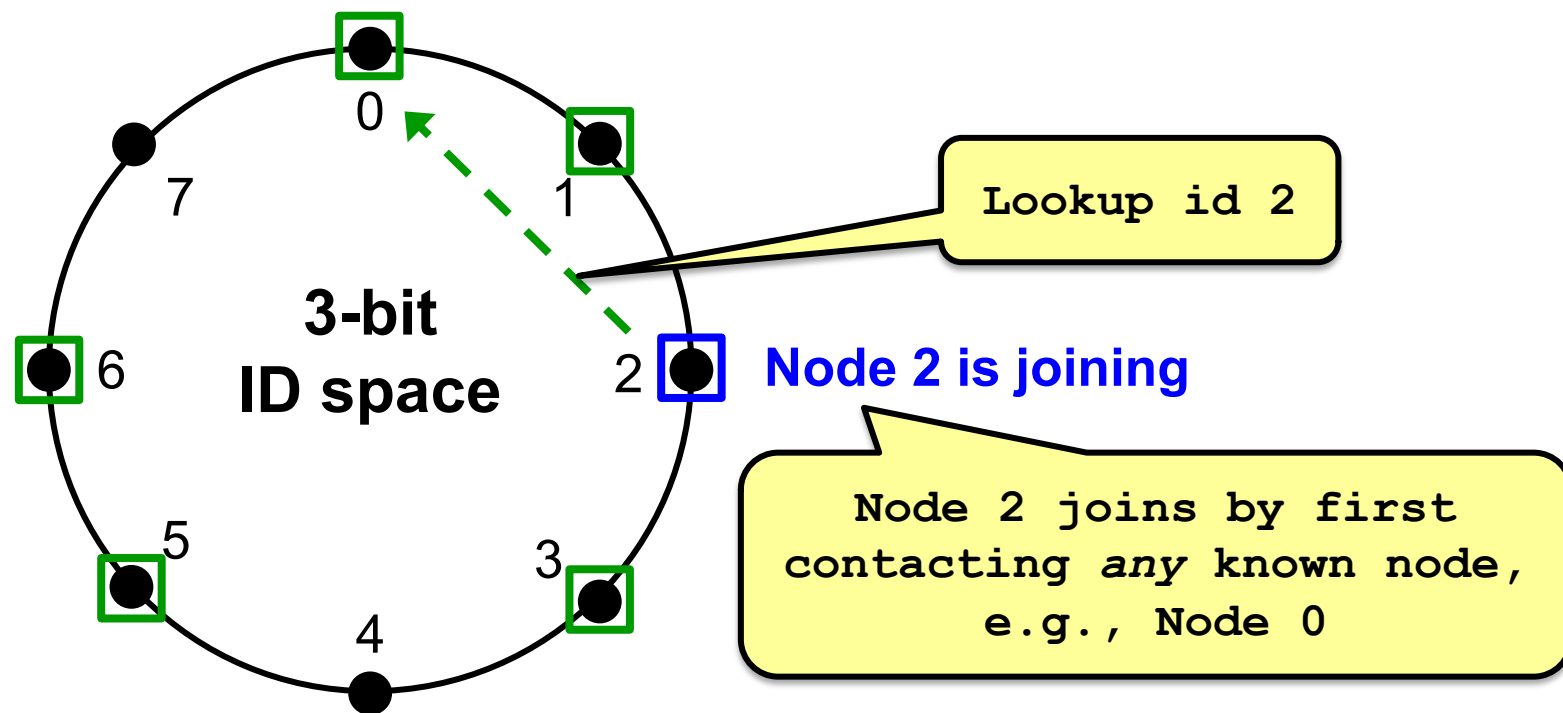 0
1
7
Lookup id 2
3-bit
ID space
6
2
Node 2 is joining
5
3
4
Node 2 joins by first
contacting any known node,
e.g., Node 0